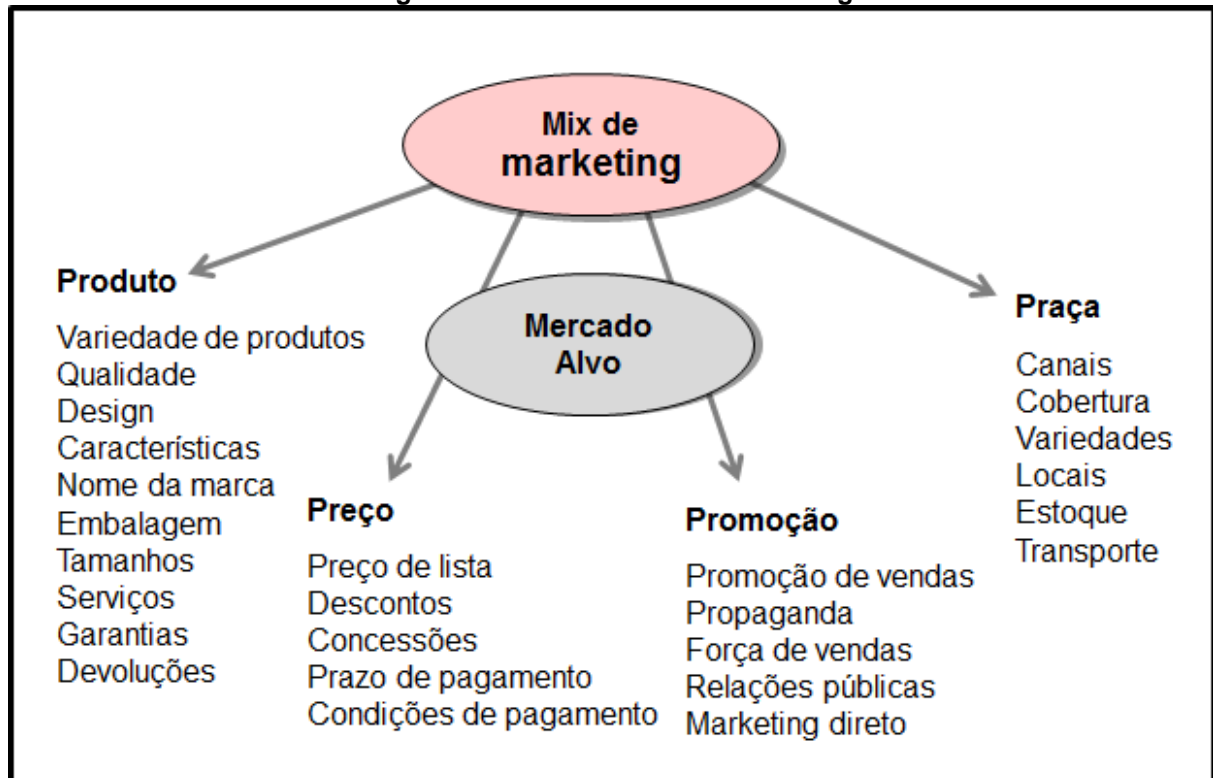 Mix de
marketing
Mercado
Alvo
Produto
Variedade de produtos
Qualidade
Design
Características
Nome da marca
Embalagem
Tamanhos
Serviços
Garantias
Devoluções
Preço
Preço de lista
Descontos
Concessões
Prazo de pagamento
Condições de pagamento
Promoção
Promoção de vendas
Propaganda
Força de vendas
Relações públicas
Marketing direto
Praça
Canais
Cobertura
Variedades
Locais
Estoque
Transporte